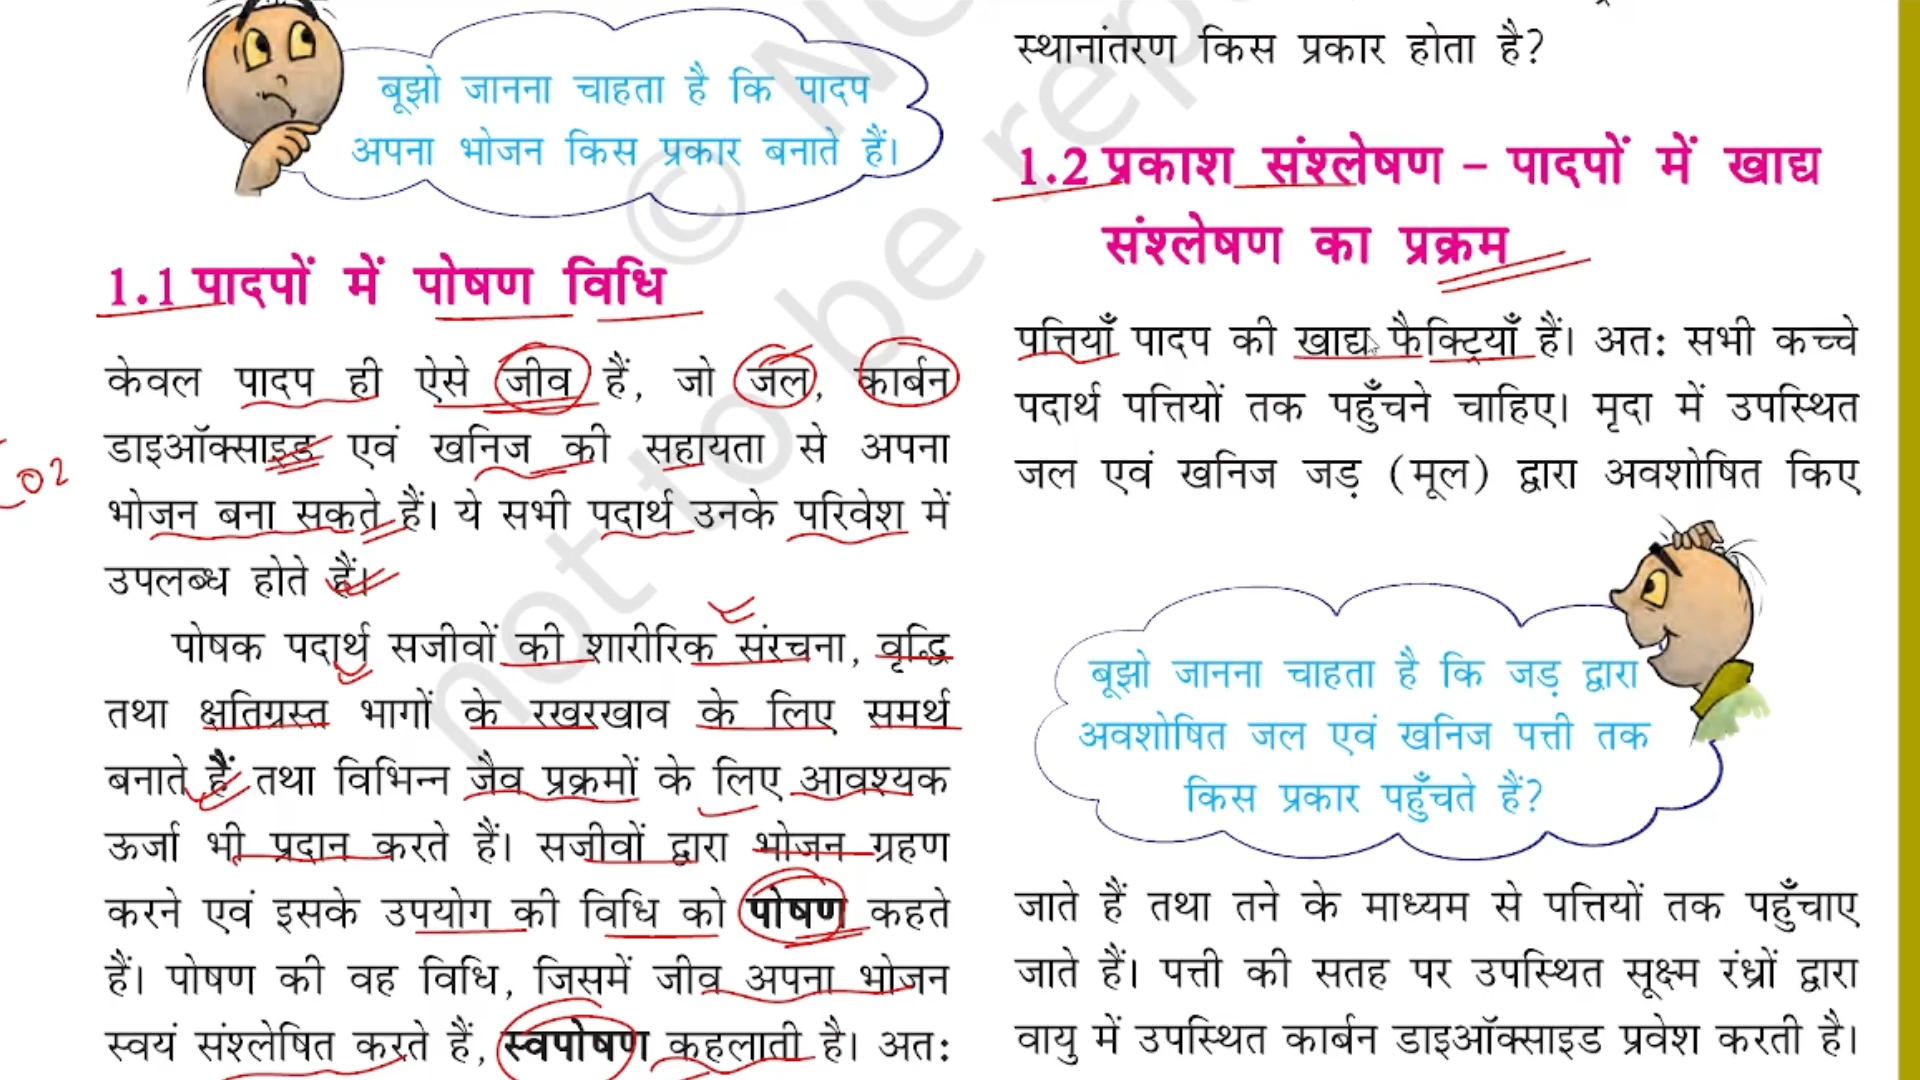 बूझो जानना चाहता है कि पादप
अपना भोजन किस प्रकार बनाते हैं।
1.1 पादपों में पोषण विधि
केवल पादप ही ऐसे जीव हैं, जो जल, कार्बन
डाइऑक्साइड एवं खनिज की सहायता से अपना
भोजन बना सकते हैं। ये सभी पदार्थ उनके परिवेश में
उपलब्ध होते हैं।
पोषक पदार्थ सजीवों की शारीरिक संरचना, वृद्धि
तथा क्षतिग्रस्त भागों के रखरखाव के लिए समर्थ
बनाते हैं तथा विभिन्न जैव प्रक्रमों के लिए आवश्यक
ऊर्जा भी प्रदान करते हैं। सजीवों द्वारा भोजन ग्रहण
करने एवं इसके उपयोग की विधि को पोषण कहते
हैं। पोषण की वह विधि, जिसमें जीव अपना भोजन
स्वयं संश्लेषित करते हैं, स्वपोषण कहलाती है। अतः
CO2
स्थानांतरण किस प्रकार होता है?
1.2 प्रकाश संश्लेषण – पादपों में खाद्य
संश्लेषण का प्रक्रम
पत्तियाँ पादप की खाद्य फैक्ट्रियाँ हैं। अतः सभी कच्चे
पदार्थ पत्तियों तक पहुँचने चाहिए। मृदा में उपस्थित
जल एवं खनिज जड़ (मूल) द्वारा अवशोषित किए
बूझो जानना चाहता है कि जड़ द्वारा
अवशोषित जल एवं खनिज पत्ती तक
किस प्रकार पहुँचते हैं?
जाते हैं तथा तने के माध्यम से पत्तियों तक पहुँचाए
जाते हैं। पत्ती की सतह पर उपस्थित सूक्ष्म रंध्रों द्वारा
वायु में उपस्थित कार्बन डाइऑक्साइड प्रवेश करती है।
not to be